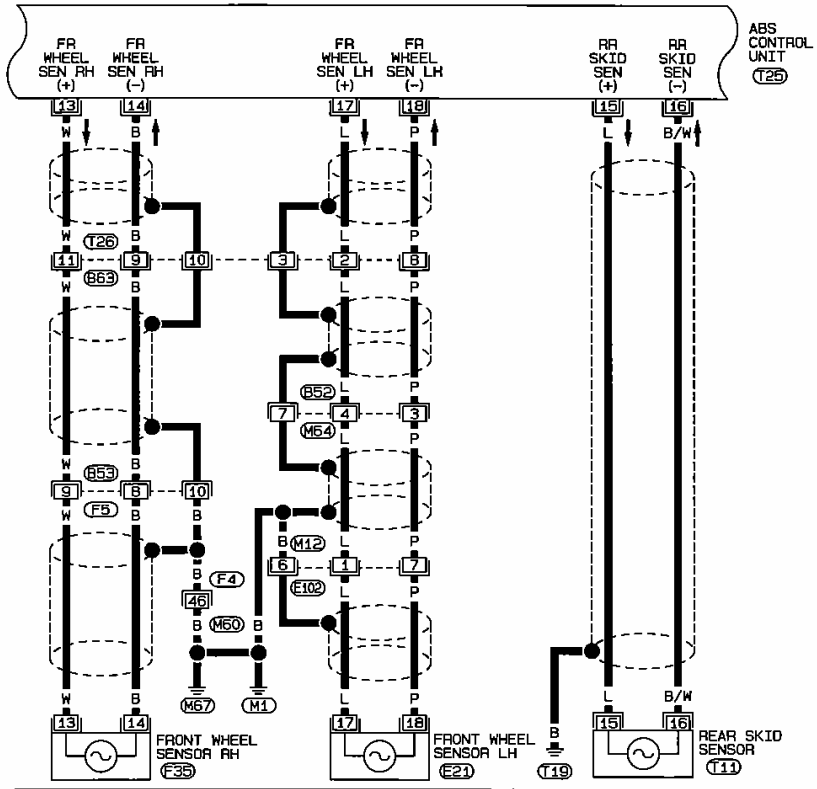 ABS
CONTROL
UNIT
T25
FR
WHEEL
SEN RH
(+)
FR
WHEEL
SEN RH
(-)
FR
WHEEL
SEN LH
(+)
FR
WHEEL
SEN LH
(-)
RR
SKID
SEN
(+)
RR
SKID
SEN
(-)
13 14 17 18 15 16
W B L P L B/W
W B L P
T26
11 9 10 3 2 8
B63
W B L P
L P
B52
7 4 3
M64
L P
W B
B53
9 8 10
F5
W B B
B L P
M12
6 1 7
E102
B
F4
46
M60
B B
L P
M67 M1
W B L P L B/W
B
T19
13 14 17 18 15 16
FRONT WHEEL
SENSOR RH
F35
FRONT WHEEL
SENSOR LH
E21
REAR SKID
SENSOR
T11